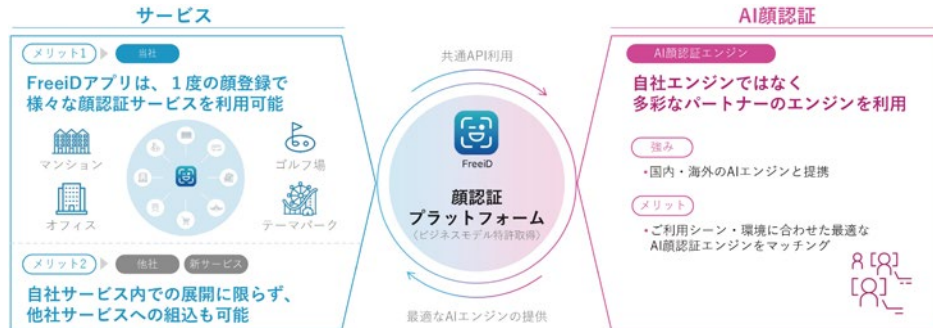 サービス
メリット1
当社
FreeiDアプリは、1度の顔登録で
様々な顔認証サービスを利用可能
マンション
ゴルフ場
オフィス
テーマパーク
メリット2
他社
新サービス
自社サービス内での展開に限らず、
他社サービスへの組込も可能
共通API利用
FreeiD
顔認証
プラットフォーム
(ビジネスモデル特許取得)
最適なAIエンジンの提供
AI顔認証
AI顔認証エンジン
自社エンジンではなく
多彩なパートナーのエンジンを利用
強み
・国内・海外のAIエンジンと提携
メリット
・ご利用シーン・環境に合わせた最適な
AI顔認証エンジンをマッチング